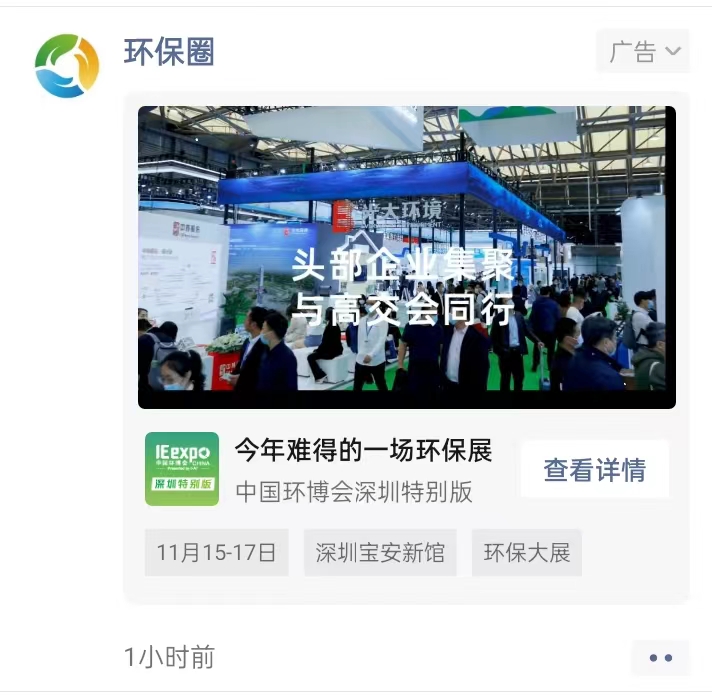 环保圈
广告
光大环境
头部企业集聚
与高交会同行
IEexpo
中国环博会 CHINA
深圳特别版
今年难得的一场环保展
中国环博会深圳特别版
查看详情
11月15-17日
深圳宝安新馆
环保大展
1小时前